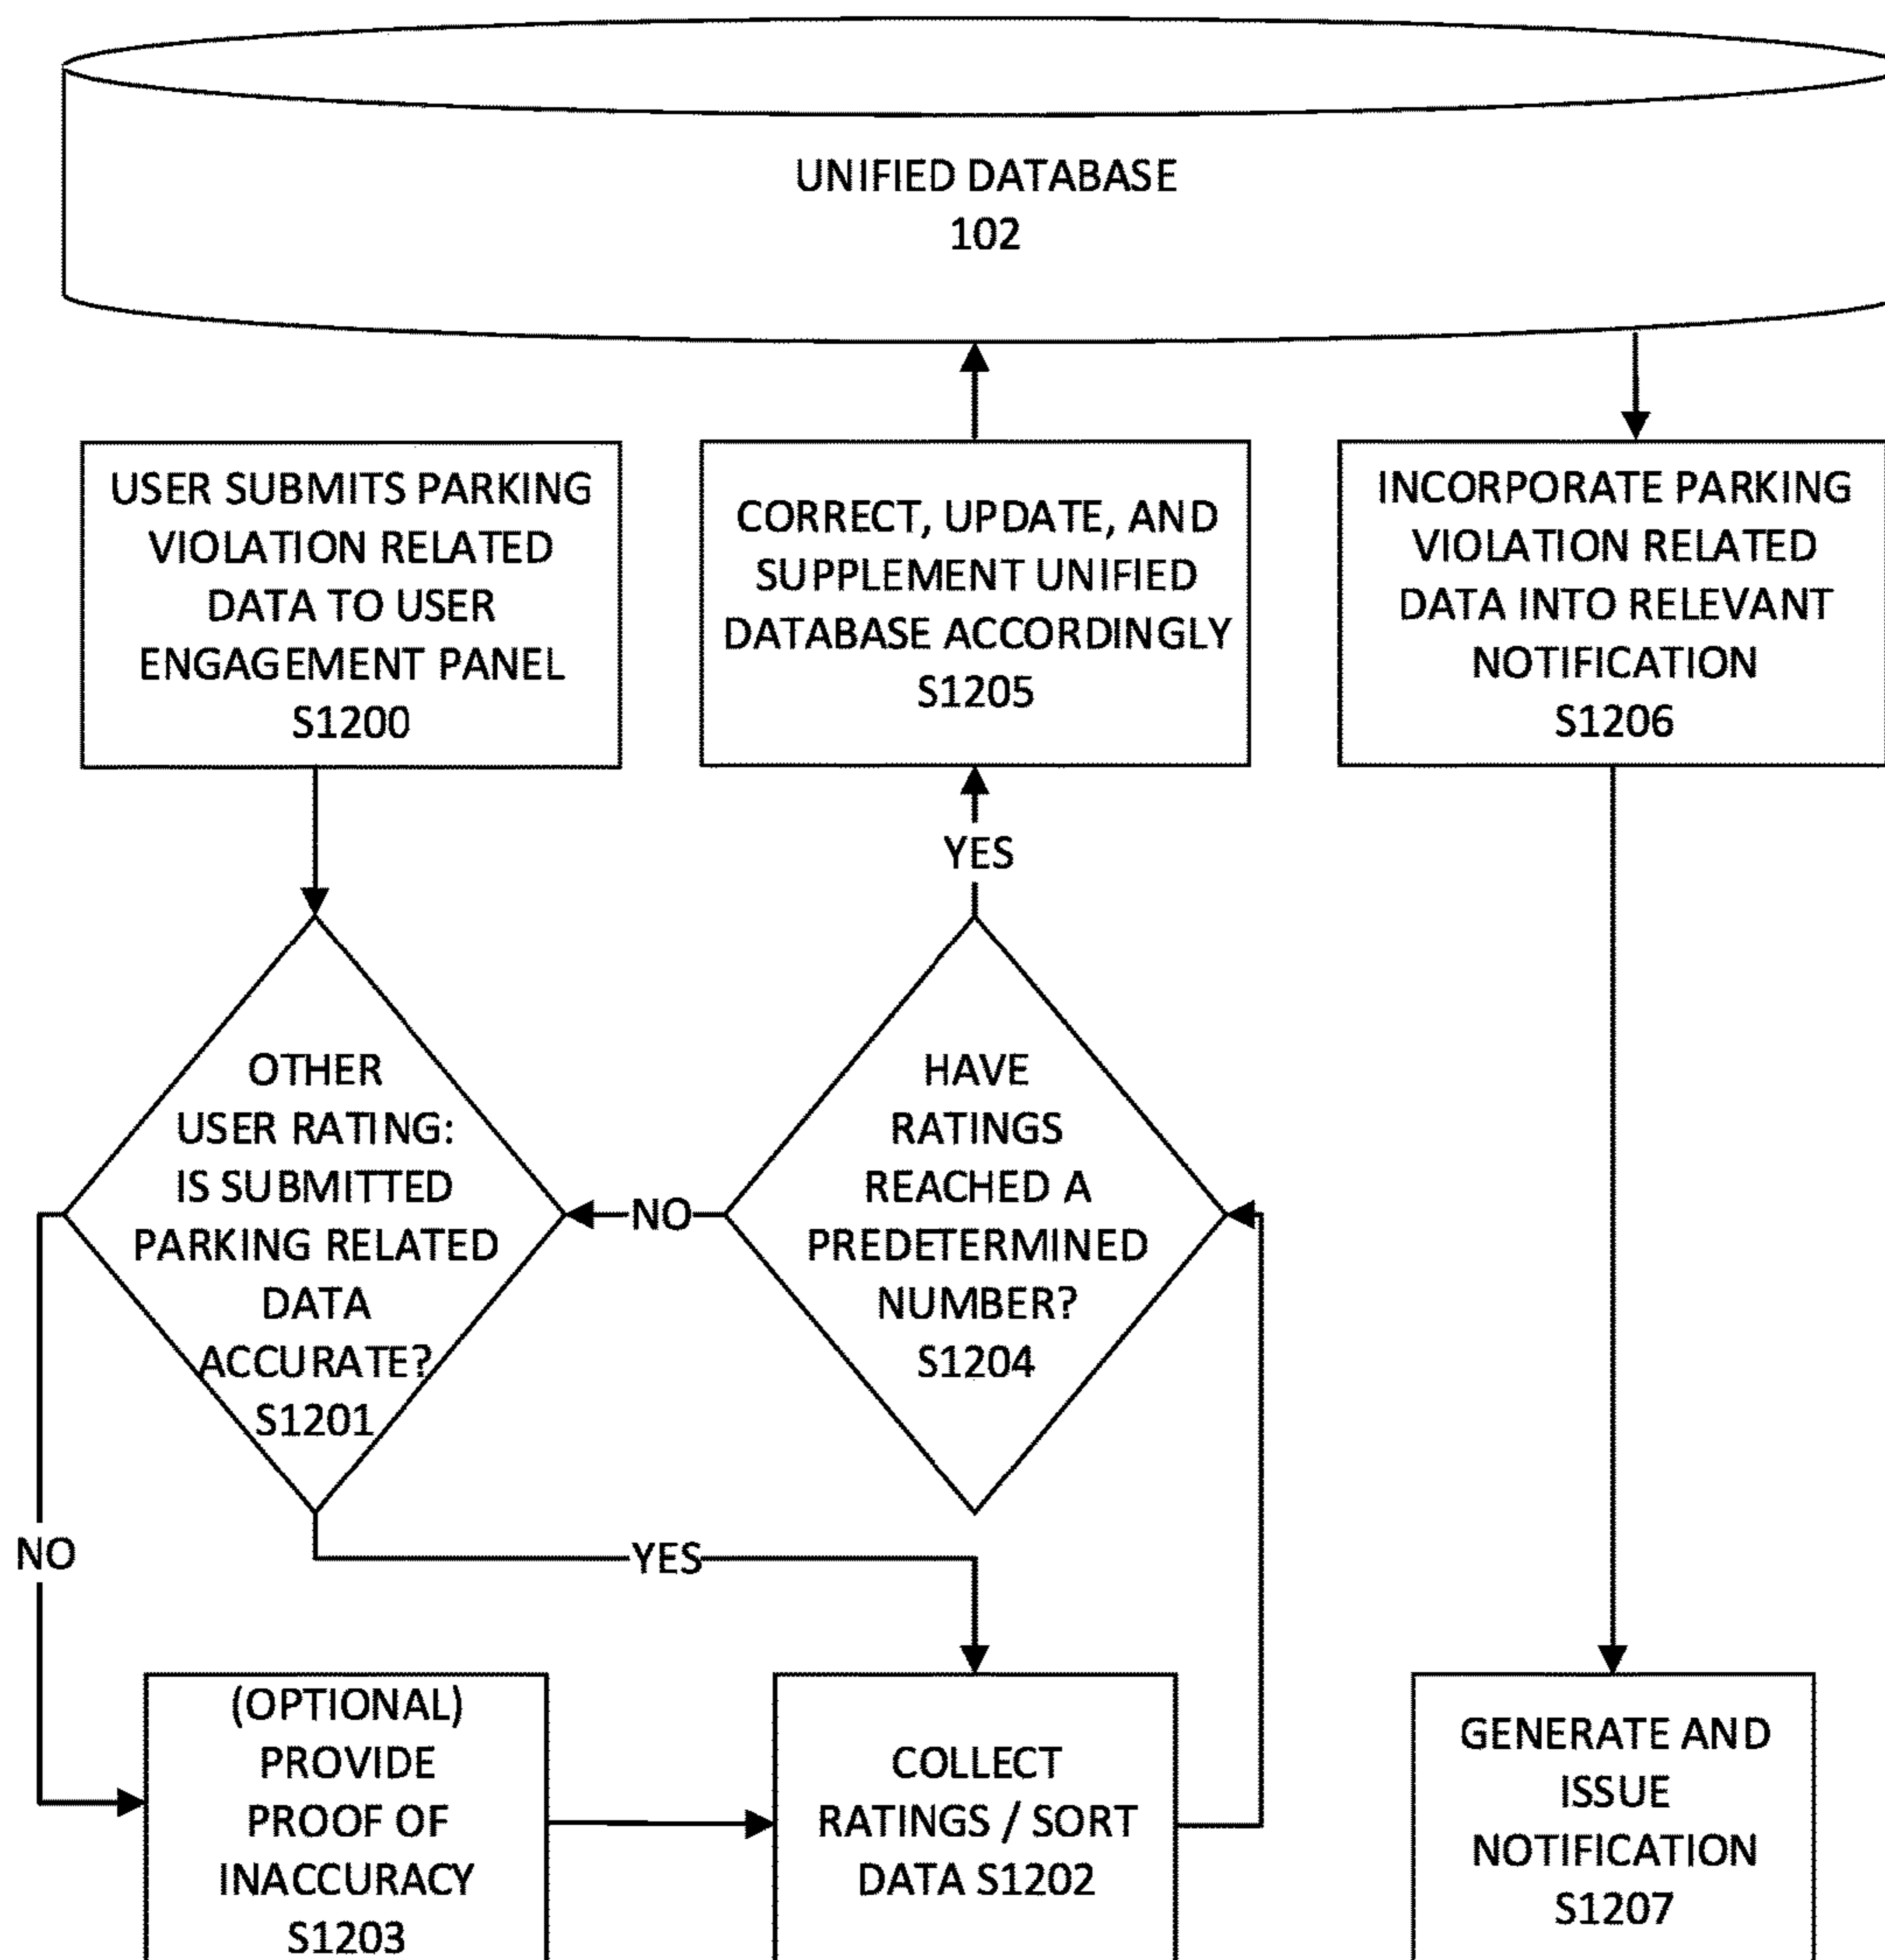 UNIFIED DATABASE
102
USER SUBMITS PARKING
VIOLATION RELATED
DATA TO USER
ENGAGEMENT PANEL
S1200
CORRECT, UPDATE, AND
SUPPLEMENT UNIFIED
DATABASE ACCORDINGLY
S1205
INCORPORATE PARKING
VIOLATION RELATED
DATA INTO RELEVANT
NOTIFICATION
S1206
YES
OTHER
USER RATING:
IS SUBMITTED
PARKING RELATED
DATA
ACCURATE?
S1201
NO
HAVE
RATINGS
REACHED A
PREDETERMINED
NUMBER?
S1204
NO
YES
(OPTIONAL)
PROVIDE
PROOF OF
INACCURACY
S1203
COLLECT
RATINGS / SORT
DATA S1202
GENERATE AND
ISSUE
NOTIFICATION
S1207